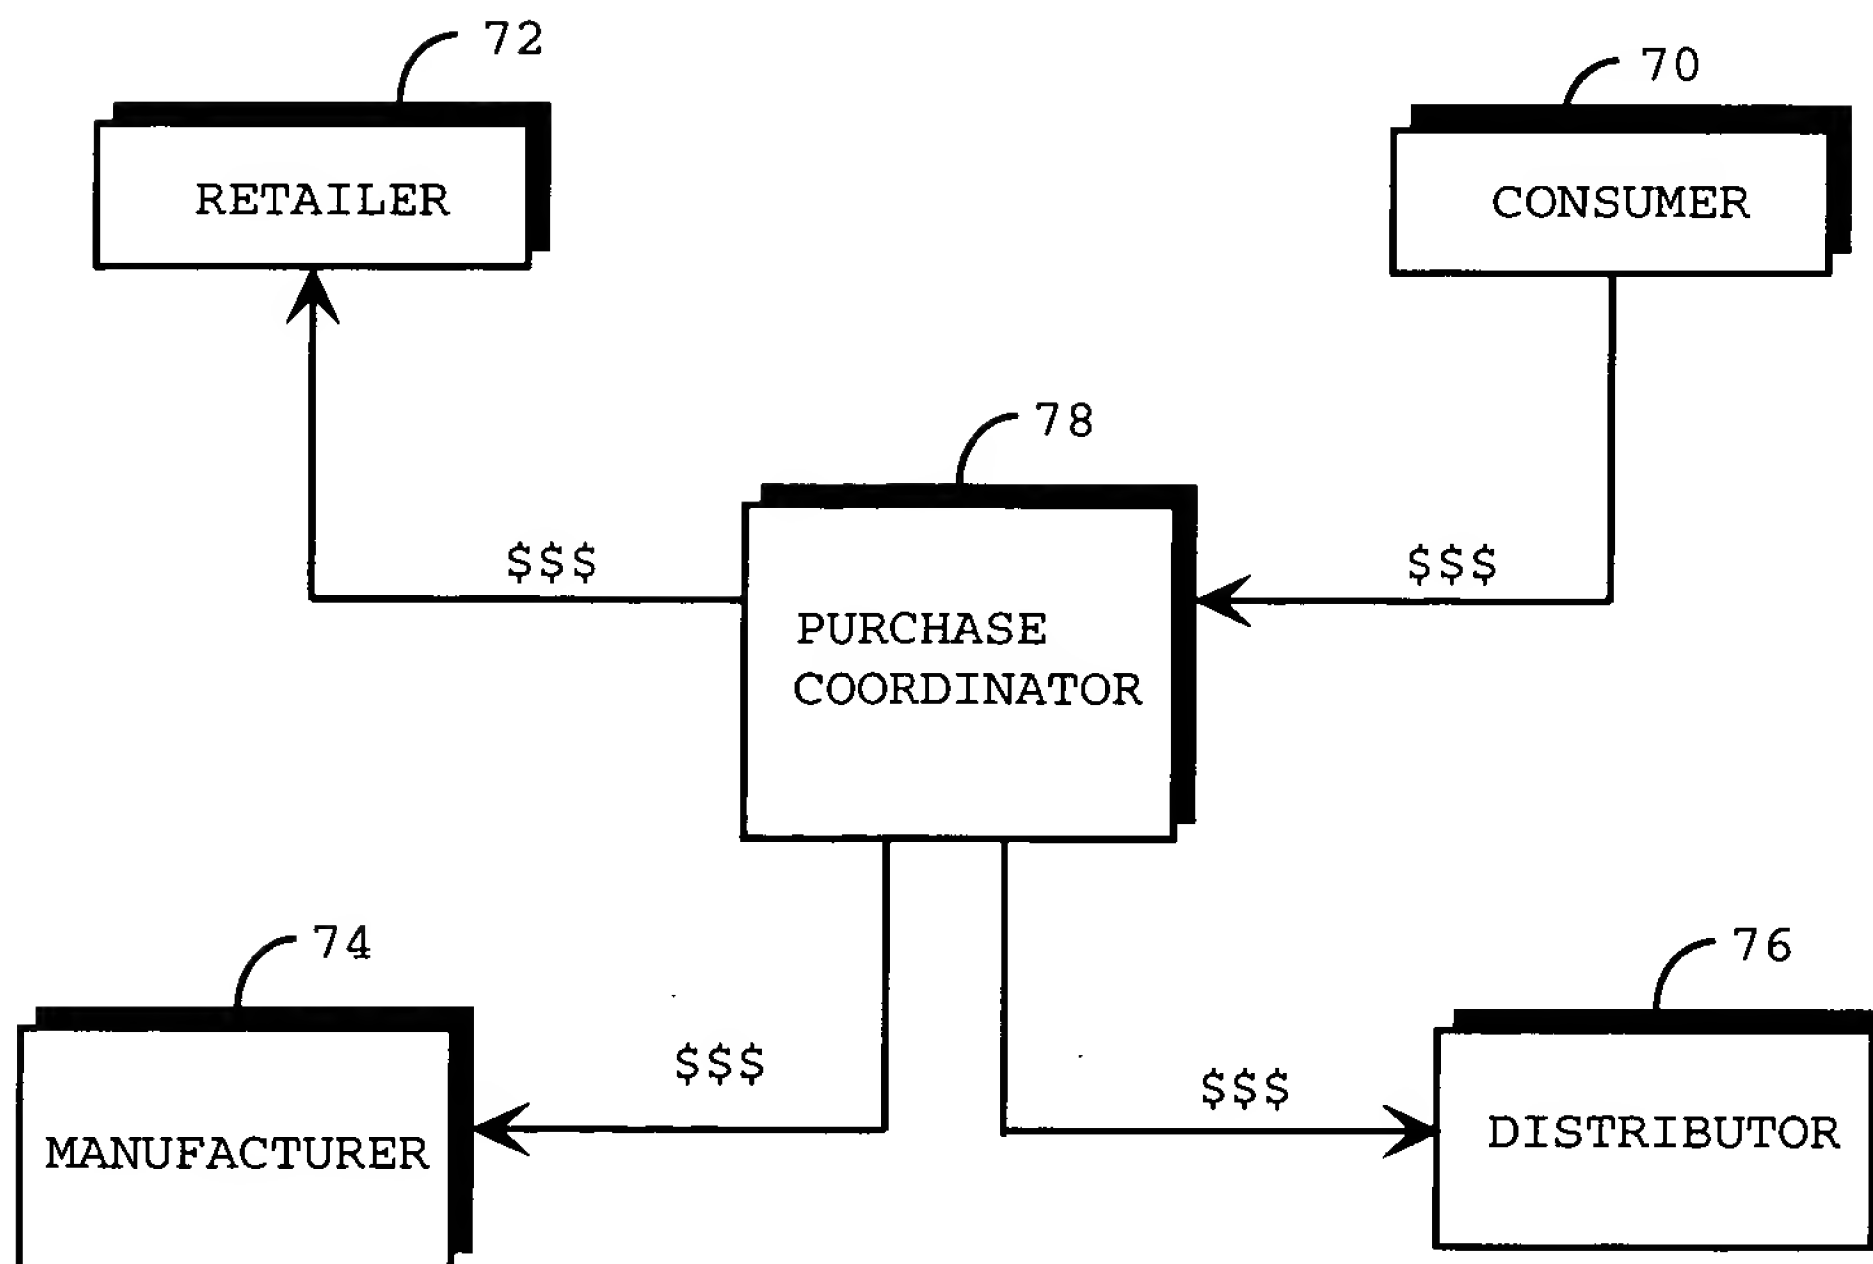 72
70
RETAILER
CONSUMER
78
$$$
$$$
PURCHASE
COORDINATOR
74
76
$$$
$$$
MANUFACTURER
DISTRIBUTOR